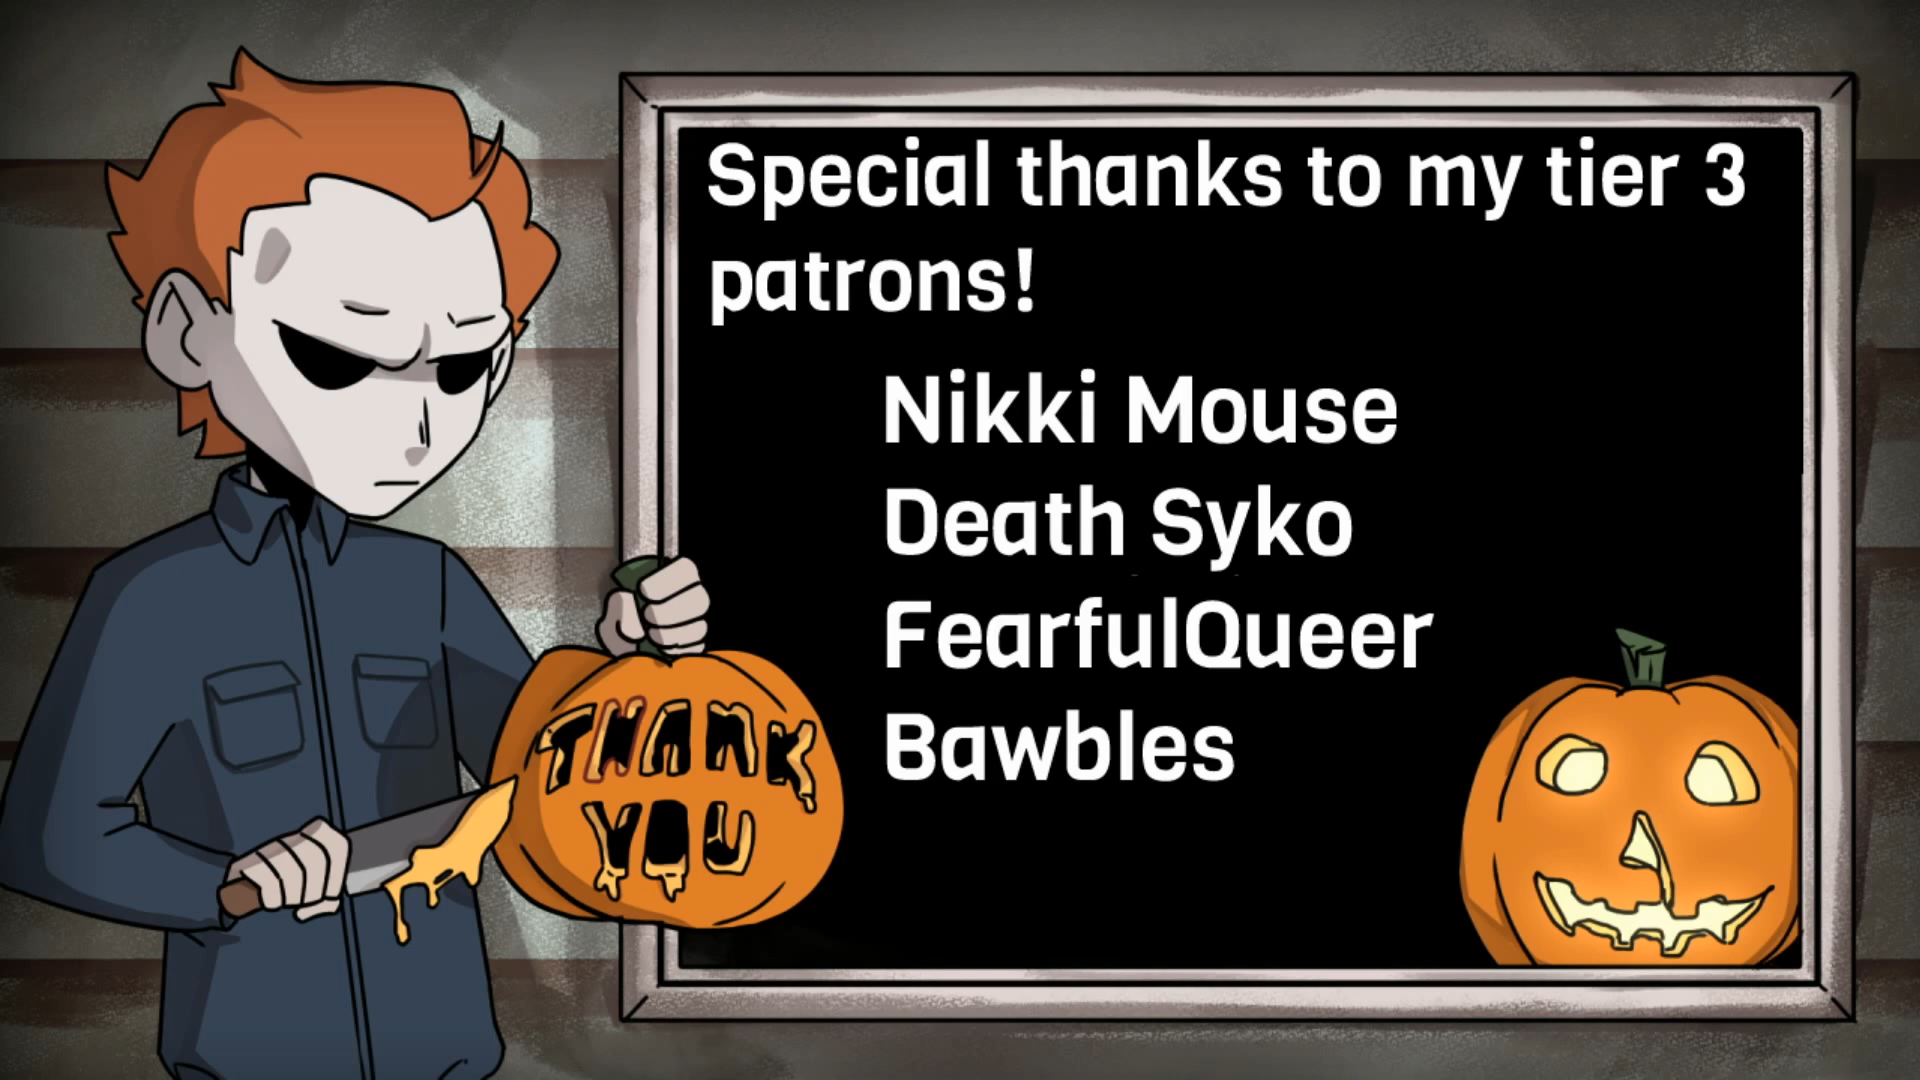 Special thanks to my tier 3
patrons!
Nikki Mouse
Death Syko
FearfulQueer
Bawbles
THANK
YOU